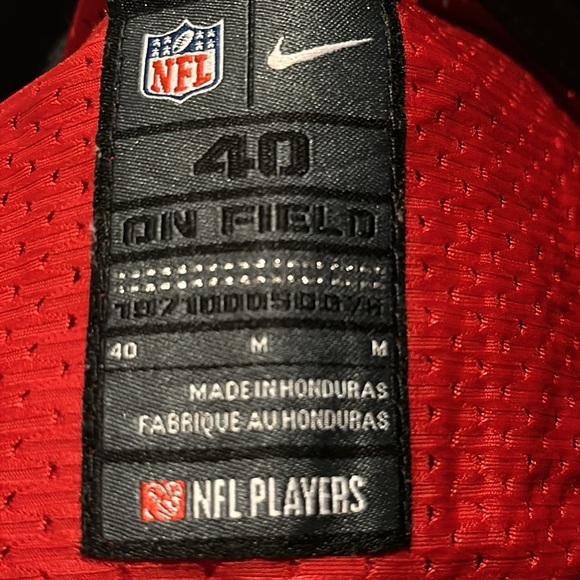 NFL
40
ON FIELD
40 M M
MADE IN HONDURAS
FABRIQUE AU HONDURAS
NFL PLAYERS